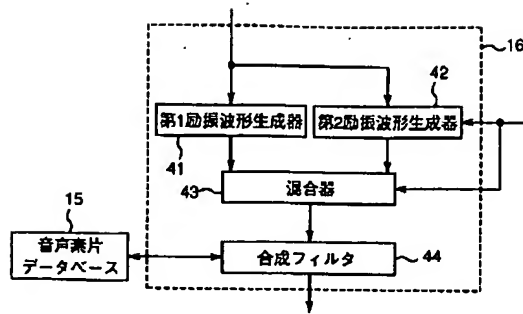 16
42
第1励振波形生成器
第2励振波形生成器
41
43
混合器
15
音声素片
データベース
合成フィルタ
44